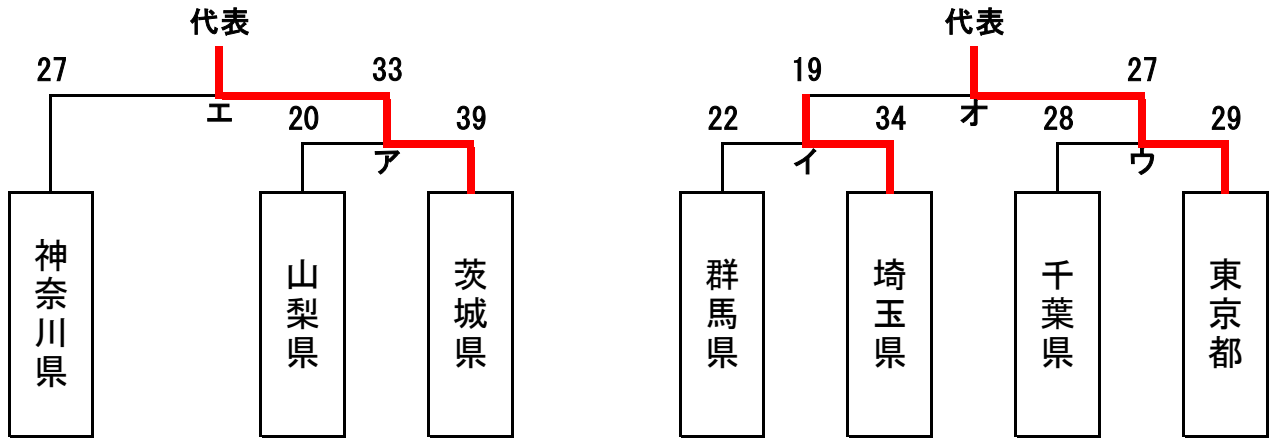 代表
代表
27
33
19
27
エ
オ
20
39
22
34
28
29
ア
イ
ウ
神奈川県
山梨県
茨城県
群馬県
埼玉県
千葉県
東京都